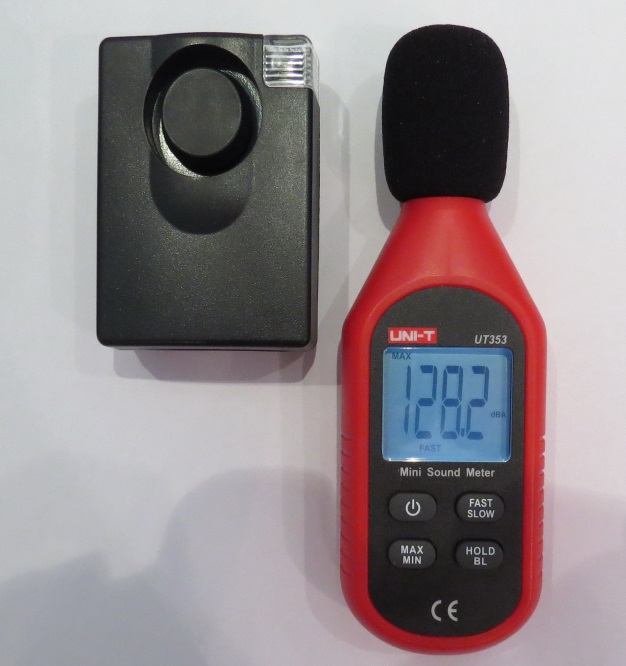 UNI-T
UT353
MAX
128.2
dBA
FAST
Mini Sound Meter
FAST
SLOW
MAX
MIN
HOLD
BL
CE